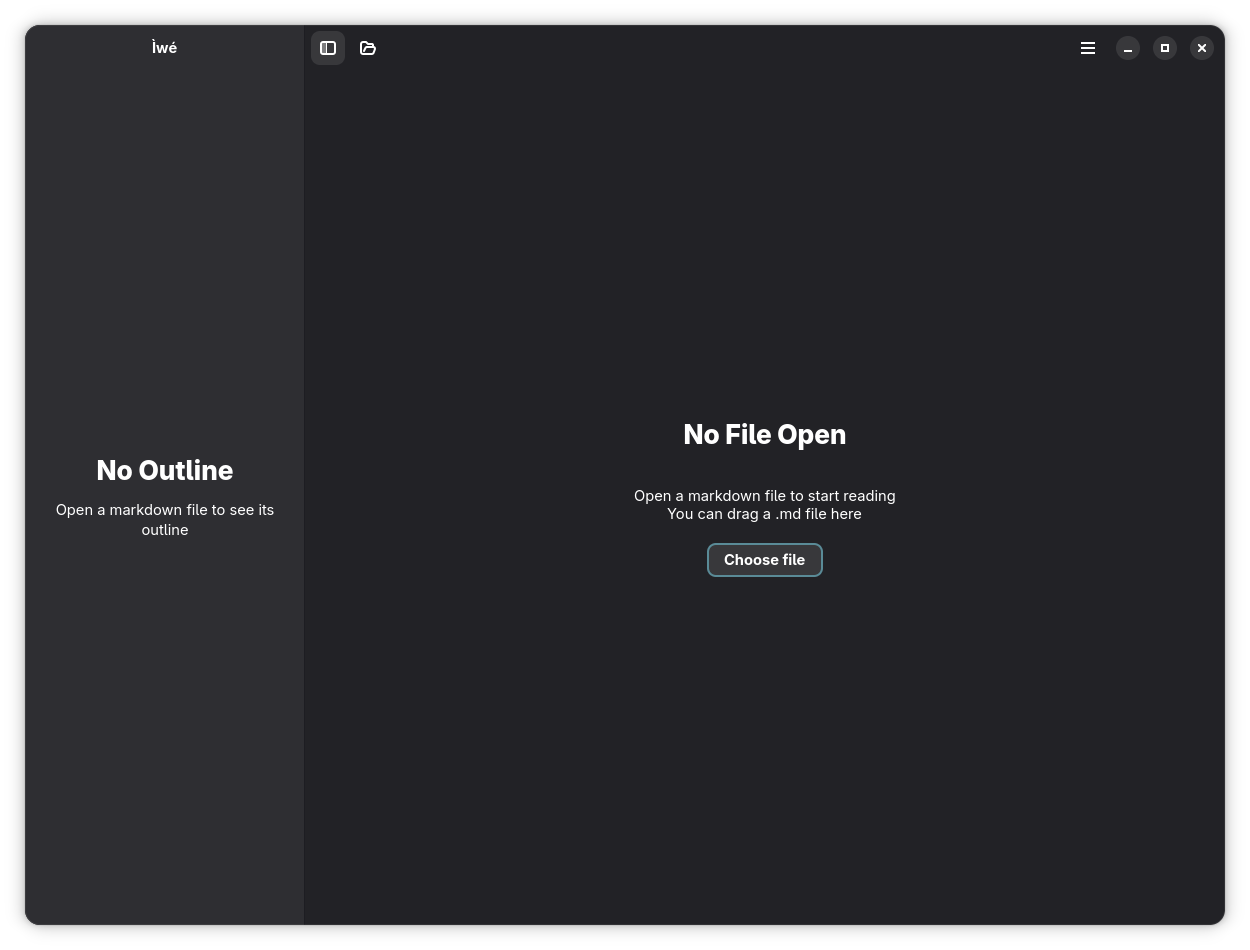 Ìwé
No Outline
Open a markdown file to see its
outline
No File Open
Open a markdown file to start reading
You can drag a .md file here
Choose file